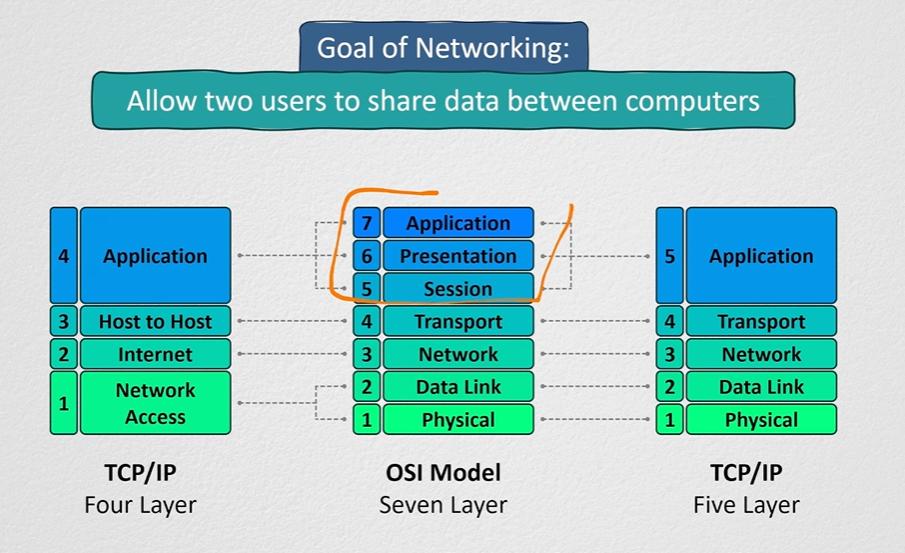 Goal of Networking:
Allow two users to share data between computers
4 Application
3 Host to Host
2 Internet
1 Network
Access
TCP/IP
Four Layer
7 Application
6 Presentation
5 Session
4 Transport
3 Network
2 Data Link
1 Physical
OSI Model
Seven Layer
5 Application
4 Transport
3 Network
2 Data Link
1 Physical
TCP/IP
Five Layer